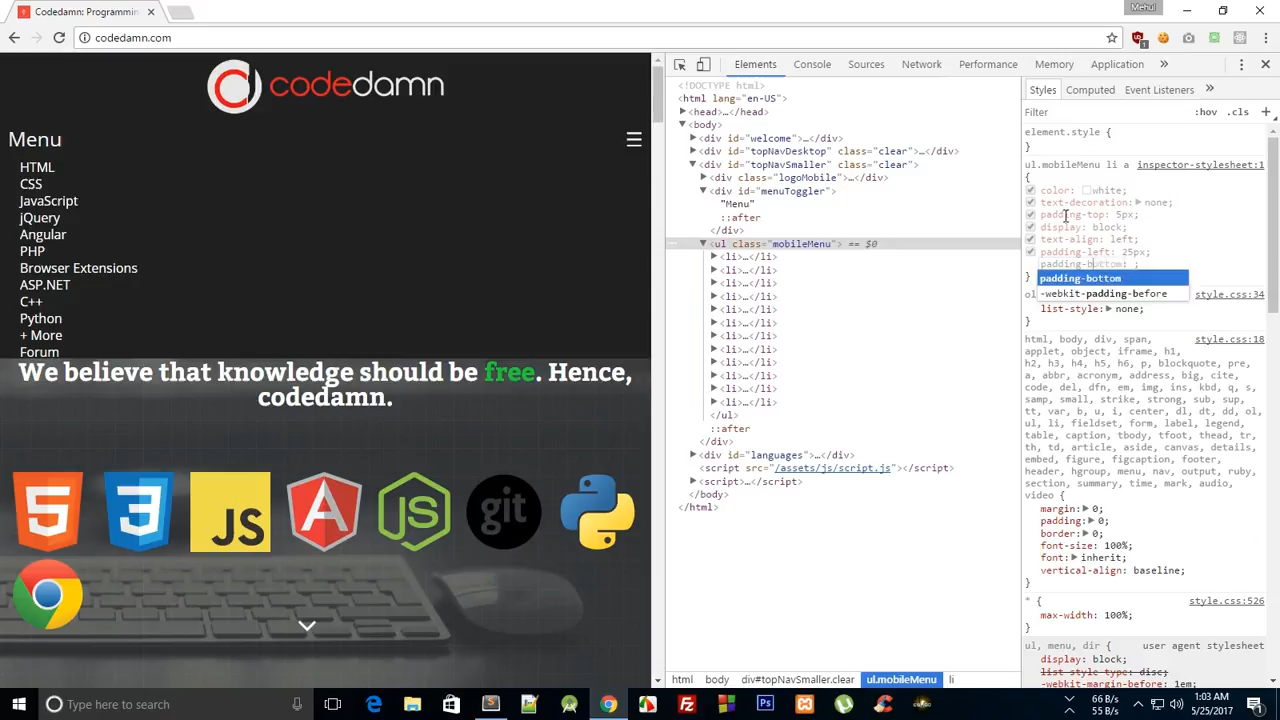 Codedamn: Programmin
Mehul
codedamn.com
codedamn
Menu
HTML
CSS
JavaScript
jQuery
Angular
PHP
Browser Extensions
ASP.NET
C++
Python
+ More
Forum
We believe that knowledge should be free. Hence,
codedamn.
JS
git
Elements Console Sources Network Performance Memory Application »
<!DOCTYPE html>
<html lang="en-US">
<head>…</head>
<body>
<div id="welcome">…</div>
<div id="topNavDesktop" class="clear">…</div>
<div id="topNavSmaller" class="clear">
<div class="logoMobile">…</div>
<div id="menuToggler">
"Menu"
::after
</div>
<ul class="mobileMenu"> == $0
<li>…</li>
<li>…</li>
<li>…</li>
<li>…</li>
<li>…</li>
<li>…</li>
<li>…</li>
<li>…</li>
<li>…</li>
<li>…</li>
<li>…</li>
<li>…</li>
</ul>
::after
</div>
<div id="languages">…</div>
<script src="/assets/js/script.js"></script>
<script>…</script>
</body>
</html>
html body div#topNavSmaller.clear ul.mobileMenu li
Styles Computed Event Listeners »
Filter :hov .cls +
element.style {
}
ul.mobileMenu li a inspector-stylesheet:1
{
color: white;
text-decoration: none;
padding-top: 5px;
display: block;
text-align: left;
padding-left: 25px;
padding-bottom: ;
}
padding-bottom
-webkit-padding-before
ol style.css:34
list-style: none;
}
html, body, div, span, style.css:18
applet, object, iframe, h1,
h2, h3, h4, h5, h6, p, blockquote, pre,
a, abbr, acronym, address, big, cite,
code, del, dfn, em, img, ins, kbd, q, s,
samp, small, strike, strong, sub, sup,
tt, var, b, u, i, center, dl, dt, dd, ol,
ul, li, fieldset, form, label, legend,
table, caption, tbody, tfoot, thead, tr,
th, td, article, aside, canvas, details,
embed, figure, figcaption, footer,
header, hgroup, menu, nav, output, ruby,
section, summary, time, mark, audio,
video {
margin: 0;
padding: 0;
border: 0;
font-size: 100%;
font: inherit;
vertical-align: baseline;
}
* { style.css:526
max-width: 100%;
}
ul, menu, dir { user agent stylesheet
display: block;
list-style-type: disc;
-webkit-margin-before: 1em;
Type here to search
66 B/s
55 B/s
1:03 AM
5/25/2017